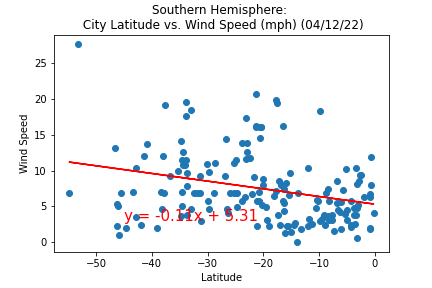 Southern Hemisphere:
City Latitude vs. Wind Speed (mph) (04/12/22)
Wind Speed
25
20
15
10
5
0
y = -0.11x + 5.31
−50
−40
−30
−20
−10
0
Latitude